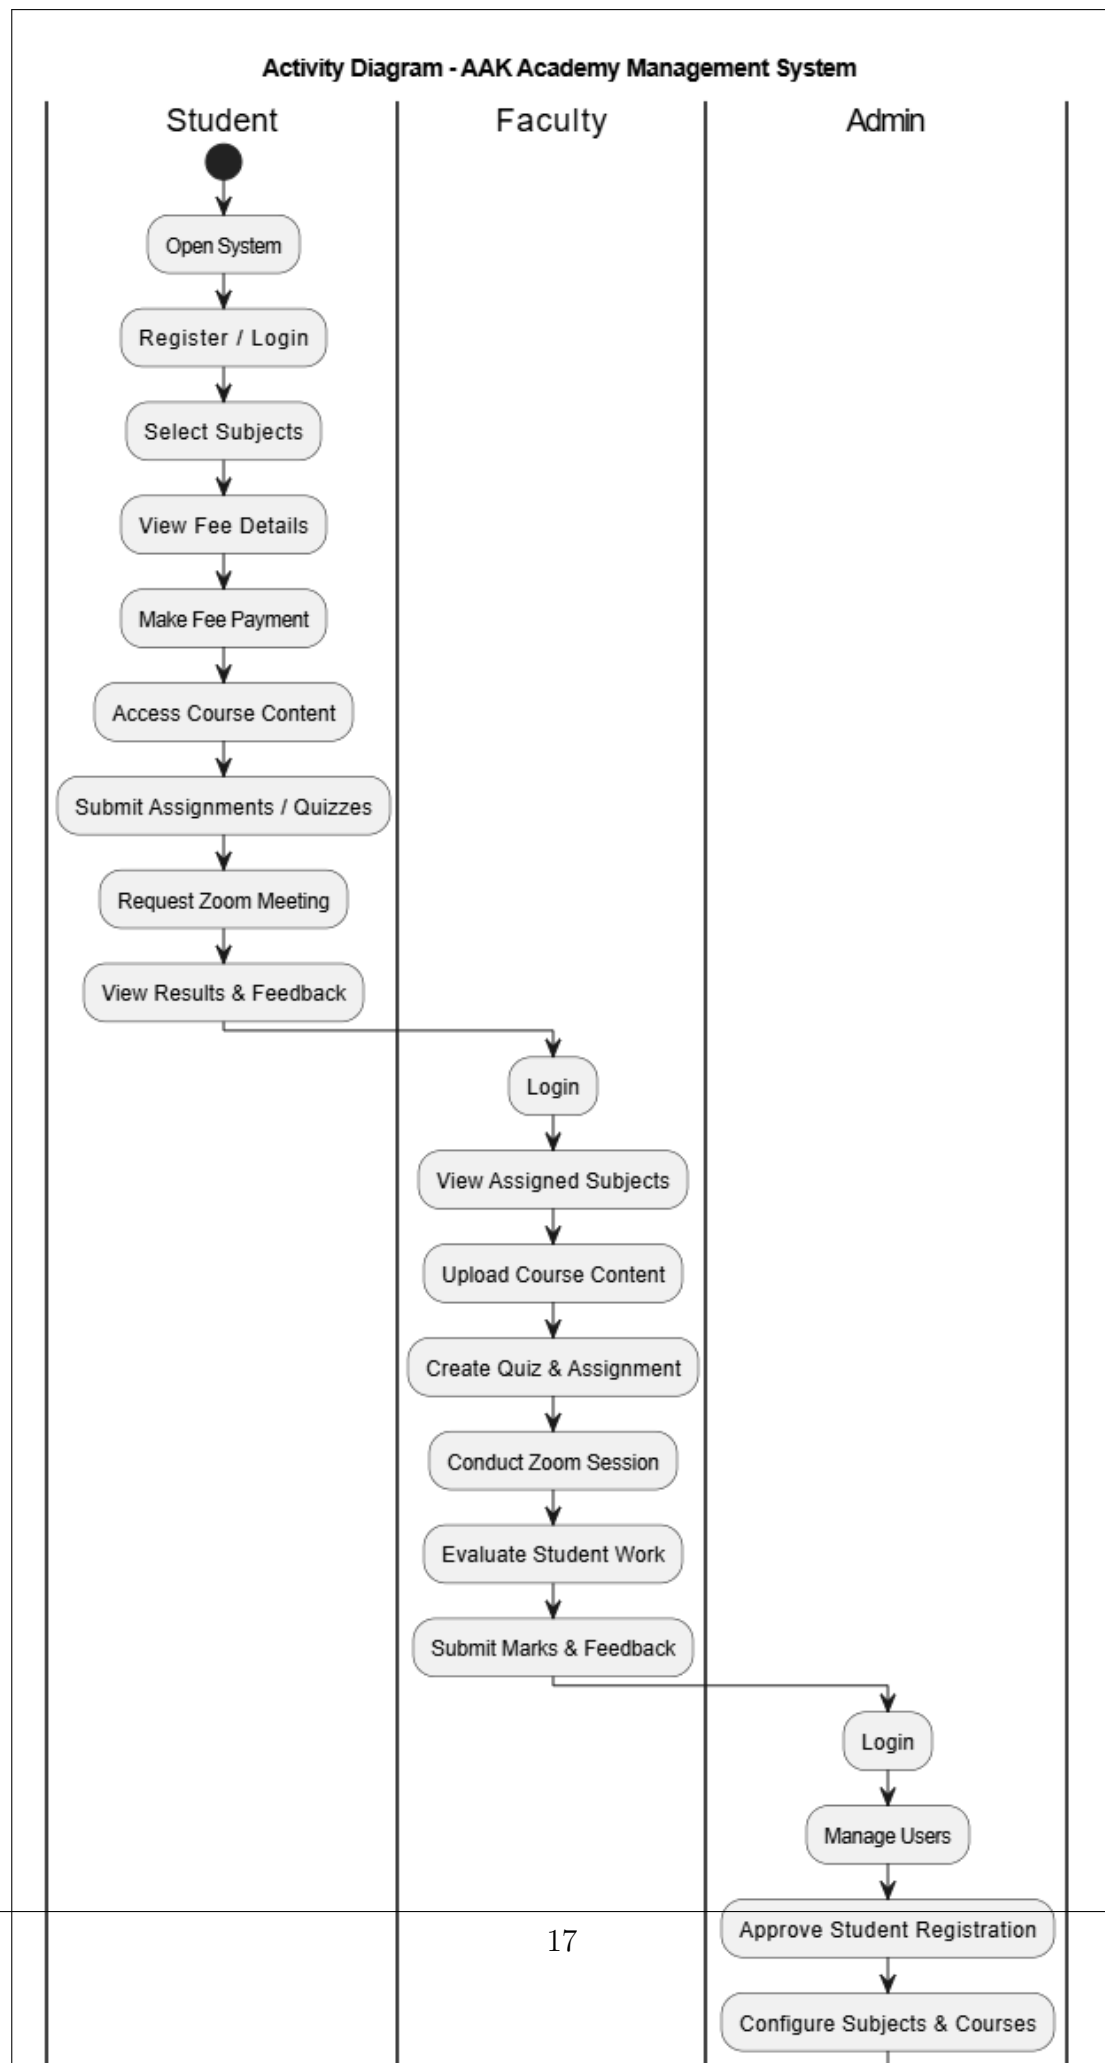 Activity Diagram - AAK Academy Management System
Student
Faculty
Admin
Open System
Register / Login
Select Subjects
View Fee Details
Make Fee Payment
Access Course Content
Submit Assignments / Quizzes
Request Zoom Meeting
View Results & Feedback
Login
View Assigned Subjects
Upload Course Content
Create Quiz & Assignment
Conduct Zoom Session
Evaluate Student Work
Submit Marks & Feedback
Login
Manage Users
Approve Student Registration
17
Configure Subjects & Courses